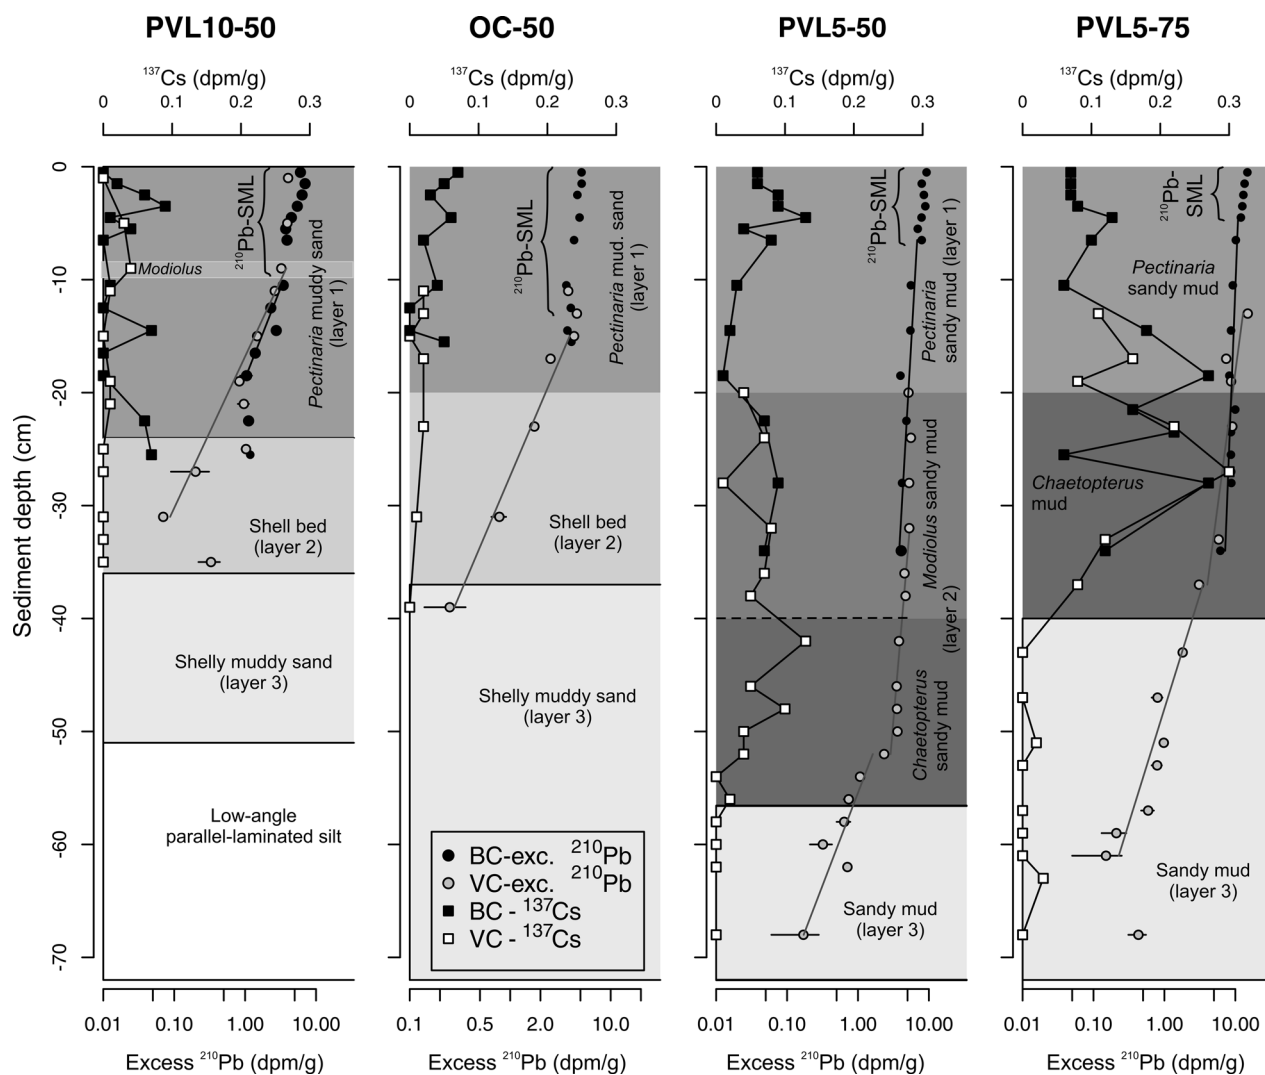 PVL10-50 OC-50 PVL5-50 PVL5-75
¹³⁷Cs (dpm/g) ¹³⁷Cs (dpm/g) ¹³⁷Cs (dpm/g) ¹³⁷Cs (dpm/g)
0 0.1 0.2 0.3 0 0.1 0.2 0.3 0 0.1 0.2 0.3 0 0.1 0.2 0.3
Sediment depth (cm)
0
-10
-20
-30
-40
-50
-60
-70
²¹⁰Pb-SML
Modiolus
Pectinaria muddy sand
(layer 1)
Shell bed
(layer 2)
Shelly muddy sand
(layer 3)
Low-angle
parallel-laminated silt
²¹⁰Pb-SML
Pectinaria mud. sand
(layer 1)
Shell bed
(layer 2)
Shelly muddy sand
(layer 3)
BC-exc. ²¹⁰Pb
VC-exc. ²¹⁰Pb
BC - ¹³⁷Cs
VC - ¹³⁷Cs
²¹⁰Pb-SML
Pectinaria
sandy mud (layer 1)
Modiolus sandy mud
(layer 2)
Chaetopterus
sandy mud
Sandy mud
(layer 3)
²¹⁰Pb-
SML
Pectinaria
sandy mud
Chaetopterus
mud
Sandy mud
(layer 3)
0.01 0.10 1.00 10.00 0.1 0.5 2.0 10.0 0.01 0.10 1.00 10.00 0.01 0.10 1.00 10.00
Excess ²¹⁰Pb (dpm/g) Excess ²¹⁰Pb (dpm/g) Excess ²¹⁰Pb (dpm/g) Excess ²¹⁰Pb (dpm/g)